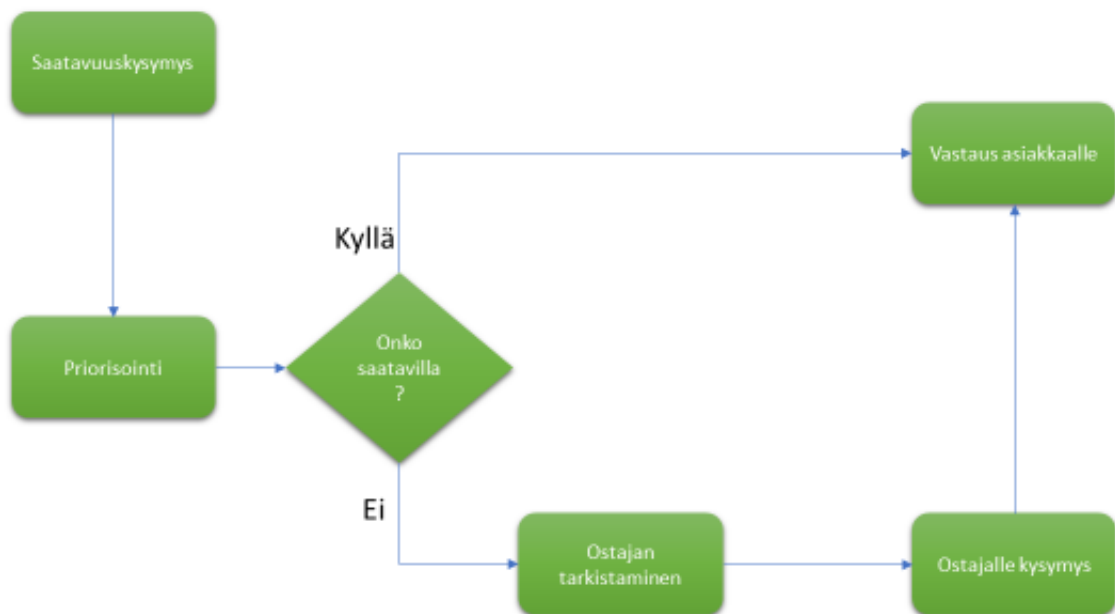 Saatavuuskysymys
Vastaus asiakkaalle
Kyllä
Onko
saatavilla
?
Priorisointi
Ei
Ostajan
tarkistaminen
Ostajalle kysymys